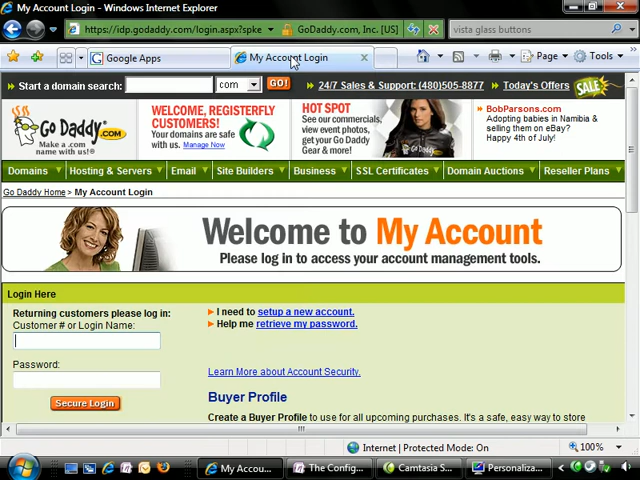 My Account Login - Windows Internet Explorer
https://idp.godaddy.com/login.aspx?spke
GoDaddy.com, Inc. [US]
vista glass buttons
Google Apps
My Account Login
Page
Tools
Start a domain search:
com
GO!
24/7 Sales & Support: (480)505-8877
Today's Offers
SALE
Go Daddy .COM
Make a .com
name with us!®
WELCOME, REGISTERFLY
CUSTOMERS!
Your domains are safe
with us. Manage Now
HOT SPOT
See our commercials,
view event photos,
get your Go Daddy
Gear & more!
BobParsons.com
Adopting babies in Namibia &
selling them on eBay?
Happy 4th of July!
Domains
Hosting & Servers
Email
Site Builders
Business
SSL Certificates
Domain Auctions
Reseller Plans
Go Daddy Home > My Account Login
Welcome to My Account
Please log in to access your account management tools.
Login Here
Returning customers please log in:
Customer # or Login Name:
Password:
Secure Login
I need to setup a new account.
Help me retrieve my password.
Learn More about Account Security.
Buyer Profile
Create a Buyer Profile to use for all upcoming purchases. It's a safe, easy way to store
Internet | Protected Mode: On
100%
My Accou...
The Config...
Camtasia S...
Personaliza...